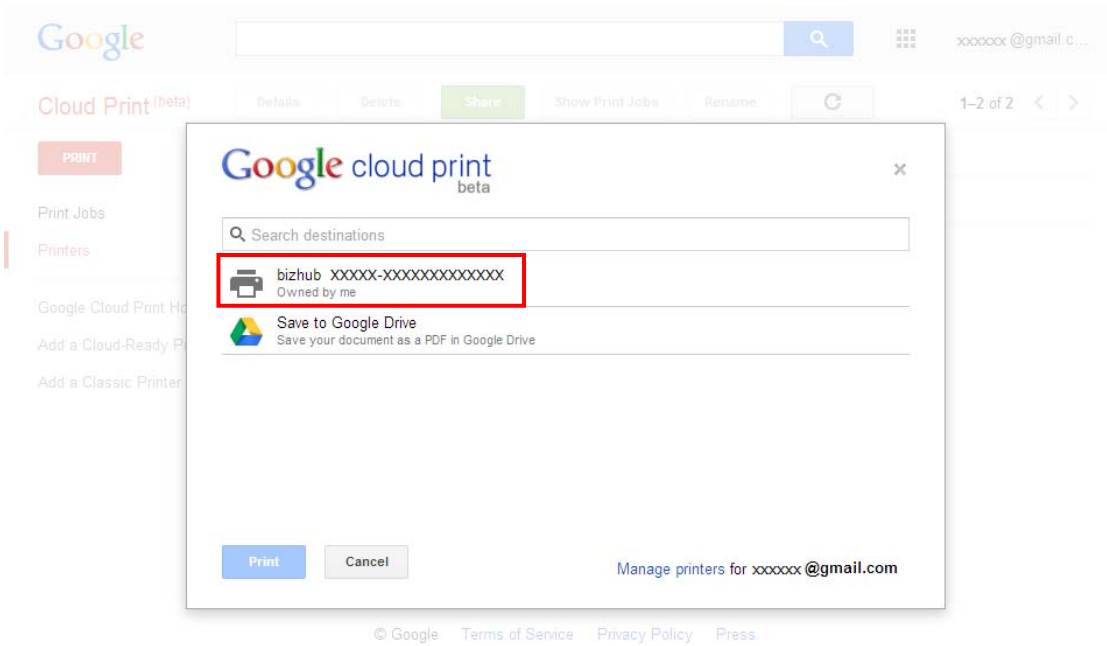 Google
xxxxxx @gmail.c...
Cloud Print (beta)
Details Delete Share Show Print Jobs Rename 1–2 of 2
PRINT
Google cloud print
beta
Print Jobs
Search destinations
Printers
bizhub XXXXX-XXXXXXXXXXXXX
Owned by me
Google Cloud Print Ho
Save to Google Drive
Save your document as a PDF in Google Drive
Add a Cloud-Ready P
Add a Classic Printer
Print Cancel
Manage printers for xxxxxx @gmail.com
© Google Terms of Service Privacy Policy Press